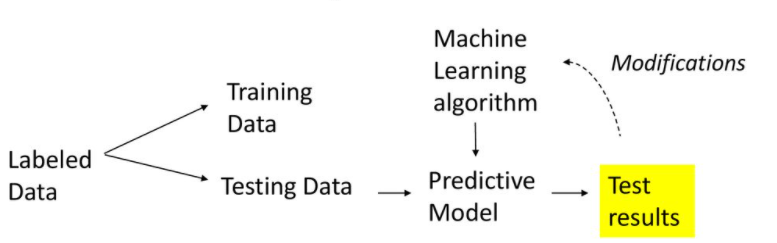 Machine
Learning
algorithm
Modifications
Training
Data
Labeled
Data
Testing Data
Predictive
Model
Test
results